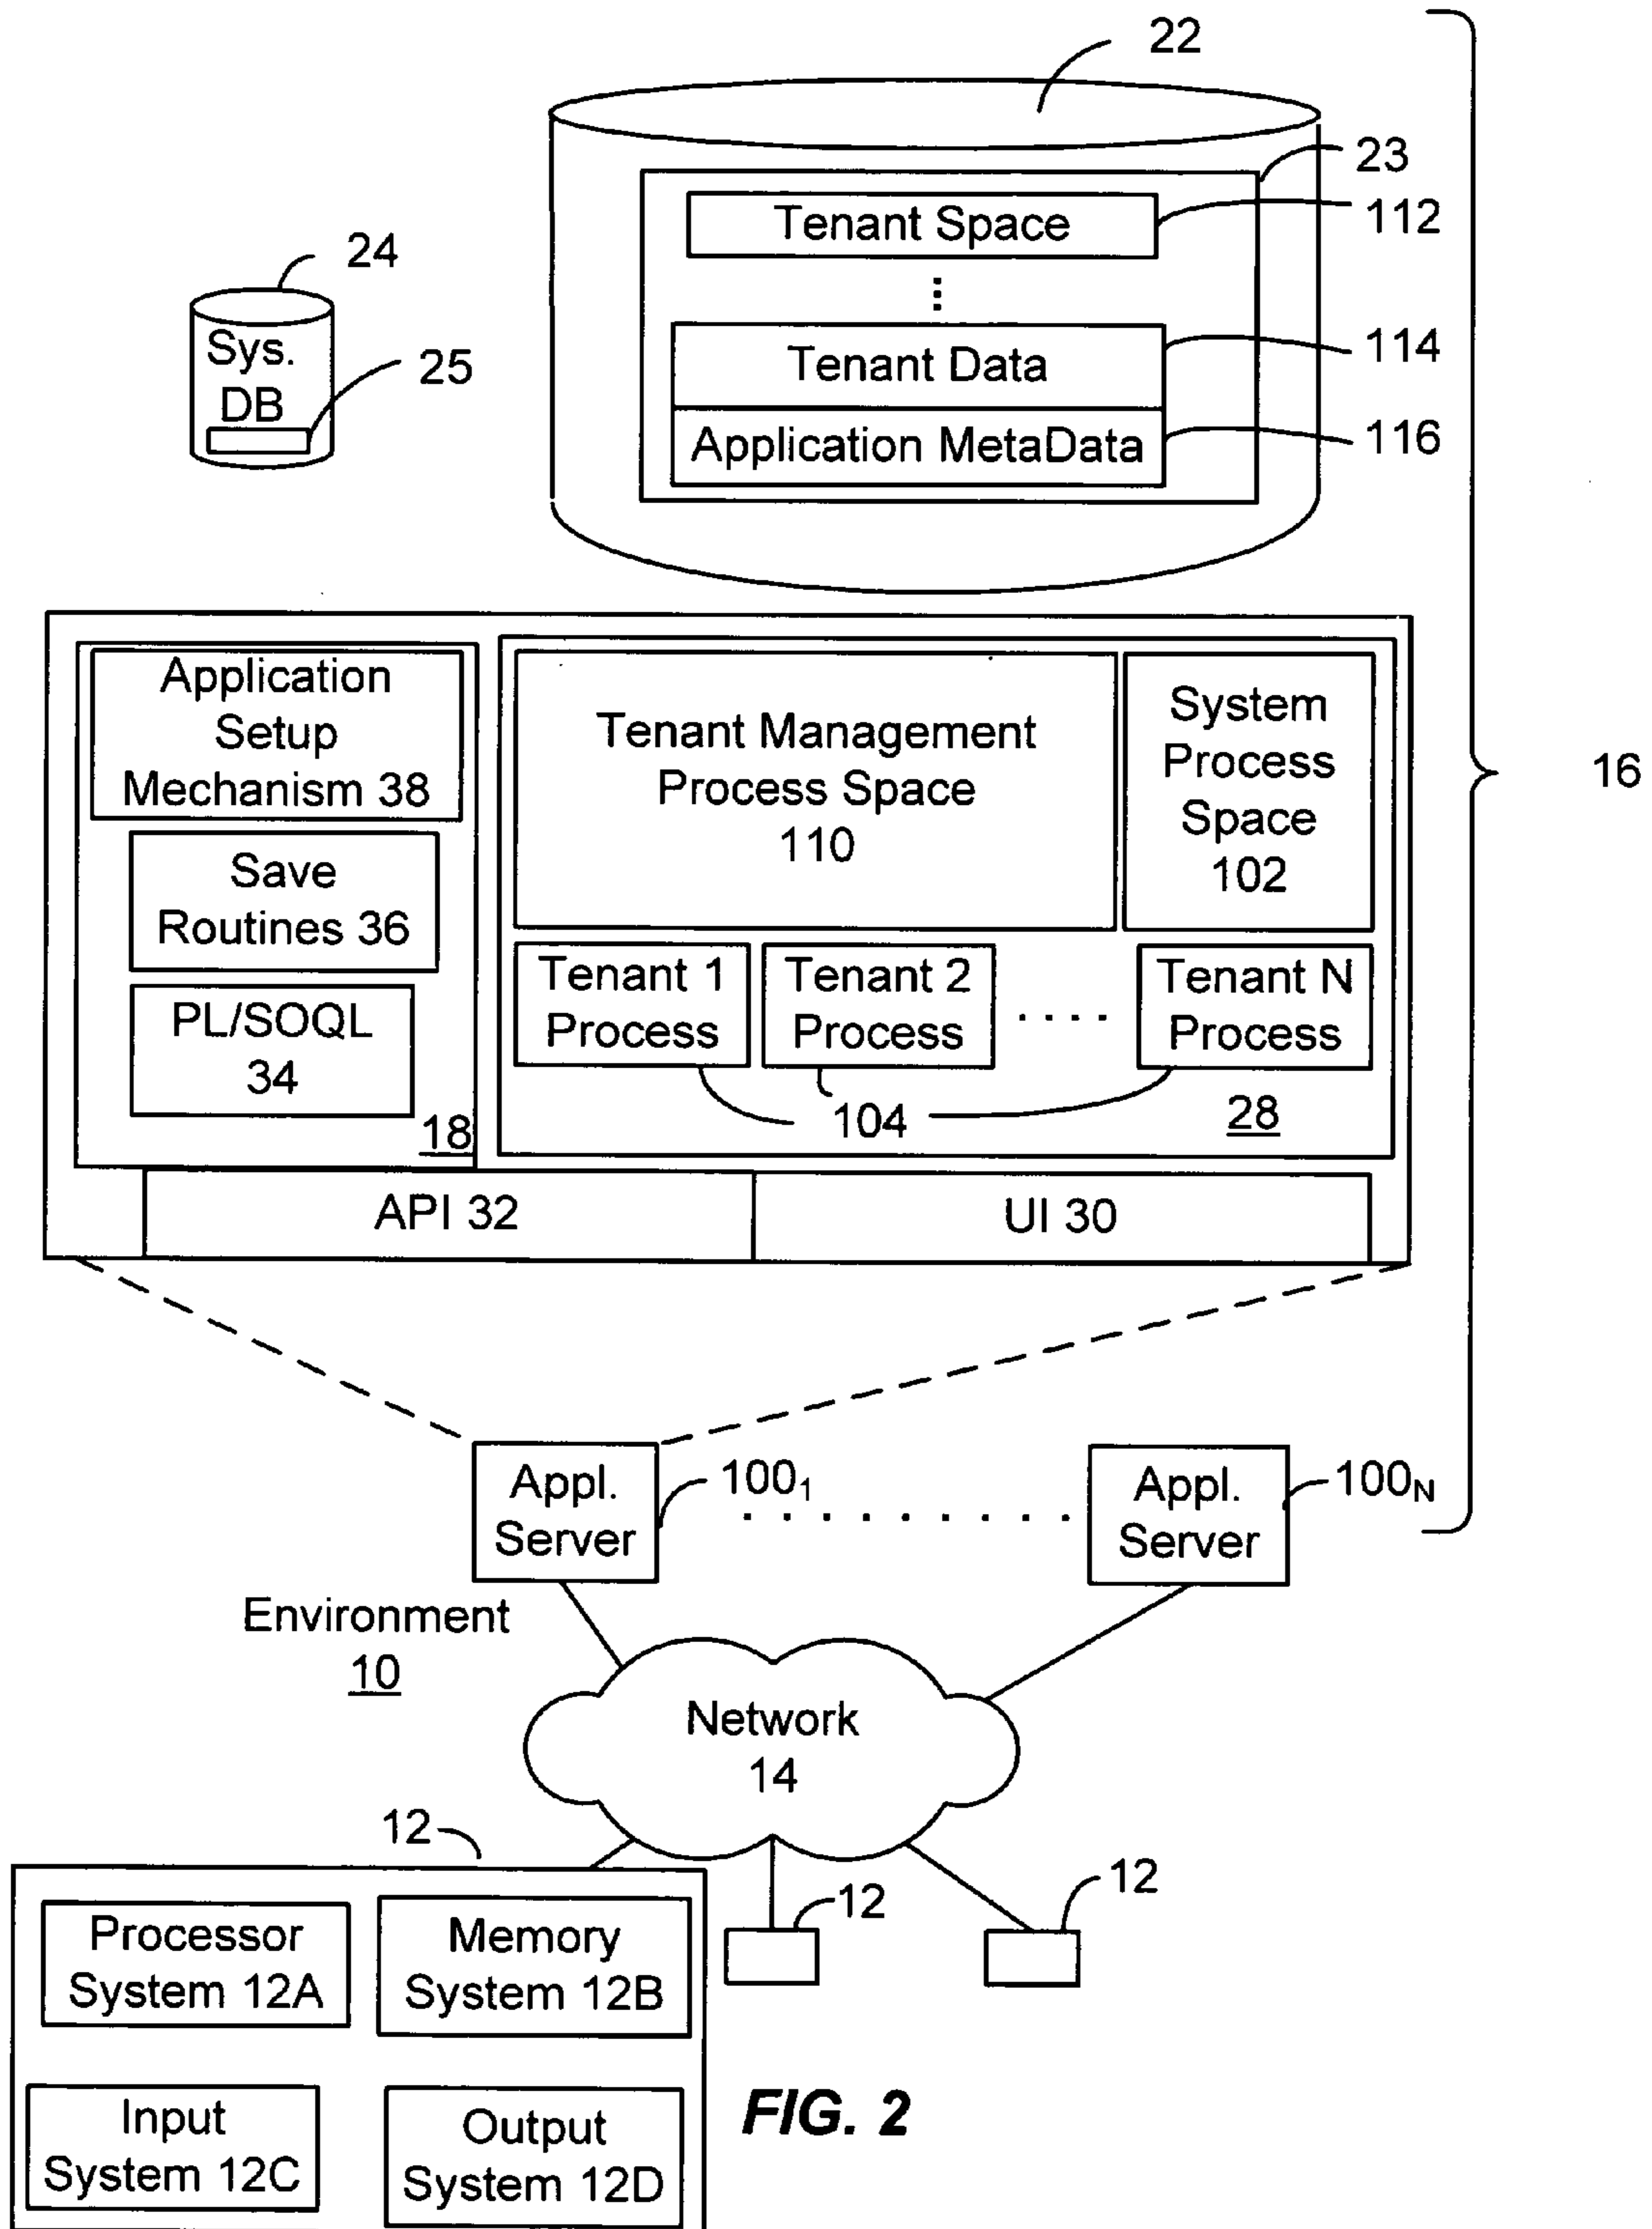 22
23
Tenant Space
112
24
Sys.
DB
25
Tenant Data
114
Application MetaData
116
16
Application
Setup
Mechanism 38
Save
Routines 36
PL/SOQL
34
18
Tenant Management
Process Space
110
System
Process
Space
102
Tenant 1
Process
Tenant 2
Process
Tenant N
Process
104
28
API 32
UI 30
Appl.
Server
100₁
Appl.
Server
100N
Environment
10
Network
14
12
12
12
Processor
System 12A
Memory
System 12B
Input
System 12C
Output
System 12D
FIG. 2